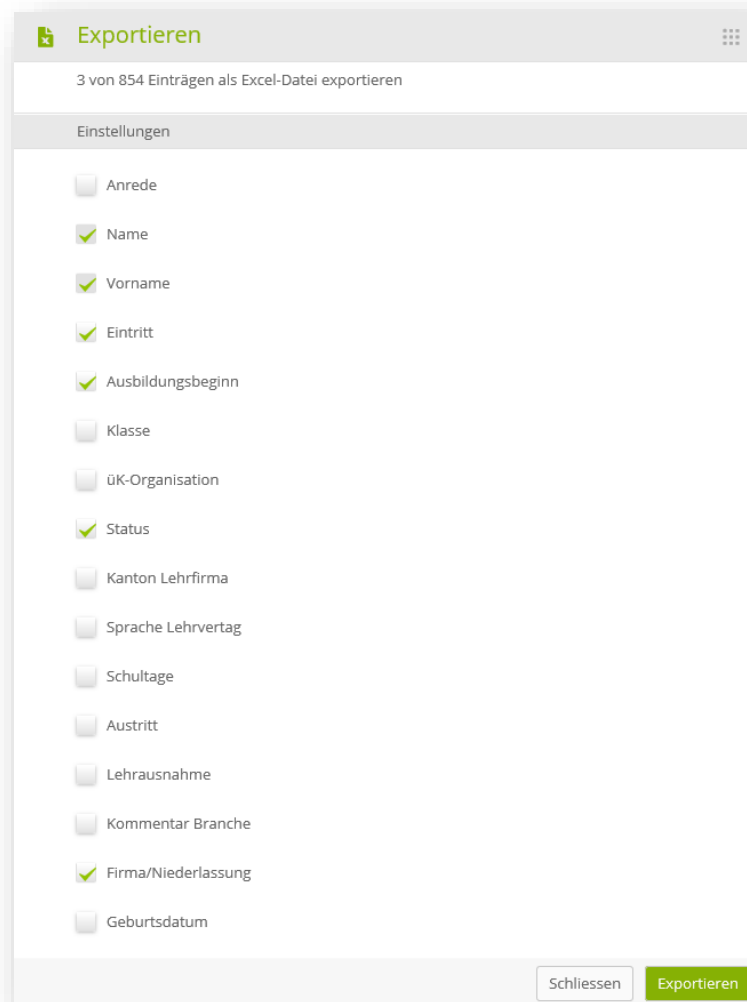 Exportieren
3 von 854 Einträgen als Excel-Datei exportieren
Einstellungen
Anrede
Name
Vorname
Eintritt
Ausbildungsbeginn
Klasse
üK-Organisation
Status
Kanton Lehrfirma
Sprache Lehrvertag
Schultage
Austritt
Lehrausnahme
Kommentar Branche
Firma/Niederlassung
Geburtsdatum
Schliessen Exportieren